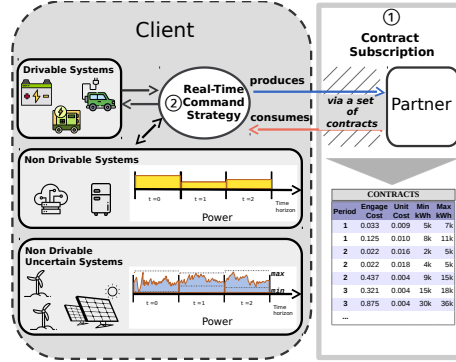 Client
Drivable Systems
② Real-Time
Command
Strategy
produces
consumes
①
Contract
Subscription
via a set
of
contracts
Partner
Non Drivable Systems
t =0
t =1
t =2
Time
horizon
Power
Non Drivable
Uncertain Systems
max
min
t =0
t =1
t =2
Time
horizon
Power
CONTRACTS
Period Engage Cost Unit Cost Min kWh Max kWh
1 0.033 0.009 5k 7k
1 0.125 0.010 8k 11k
2 0.022 0.016 2k 5k
2 0.022 0.018 4k 5k
2 0.437 0.004 9k 15k
3 0.321 0.004 15k 18k
3 0.875 0.004 30k 36k
...